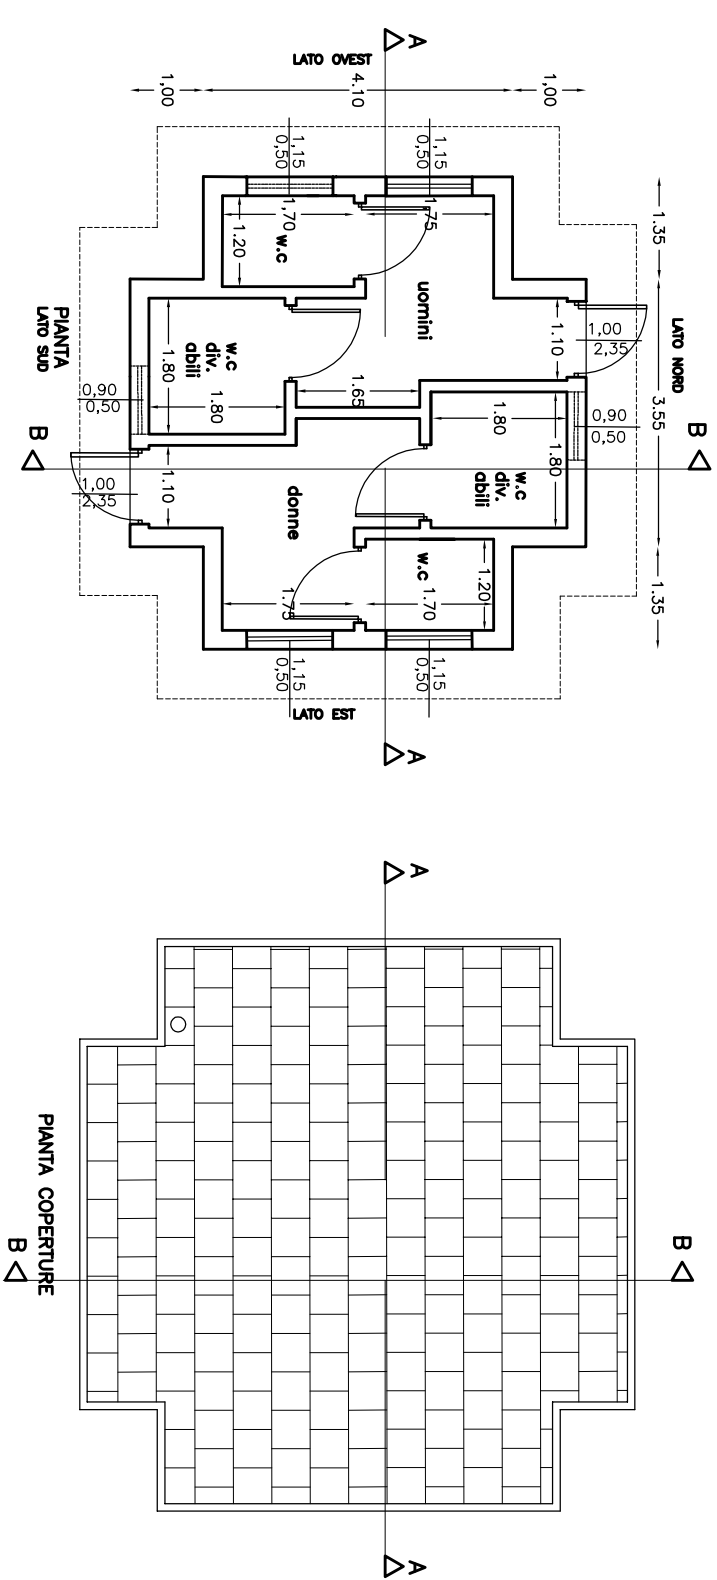 A
LATO OVEST
1,00
4.10
1,00
1,15
0,50
1,15
0,50
1,70
1.75
1.20
w.c
uomini
1.35
LATO NORD
1,00
2,35
1.10
3.55
1.35
w.c
div.
abili
1.80
1.80
1.65
PIANTA
LATO SUD
0,90
0,50
0,90
0,50
1.80
1.80
w.c
div.
abili
B
B
1,00
2,35
1.10
donne
w.c
1.20
1.75
1.70
1,15
0,50
1,15
0,50
LATO EST
A
A
PIANTA COPERTURE
B
B
A